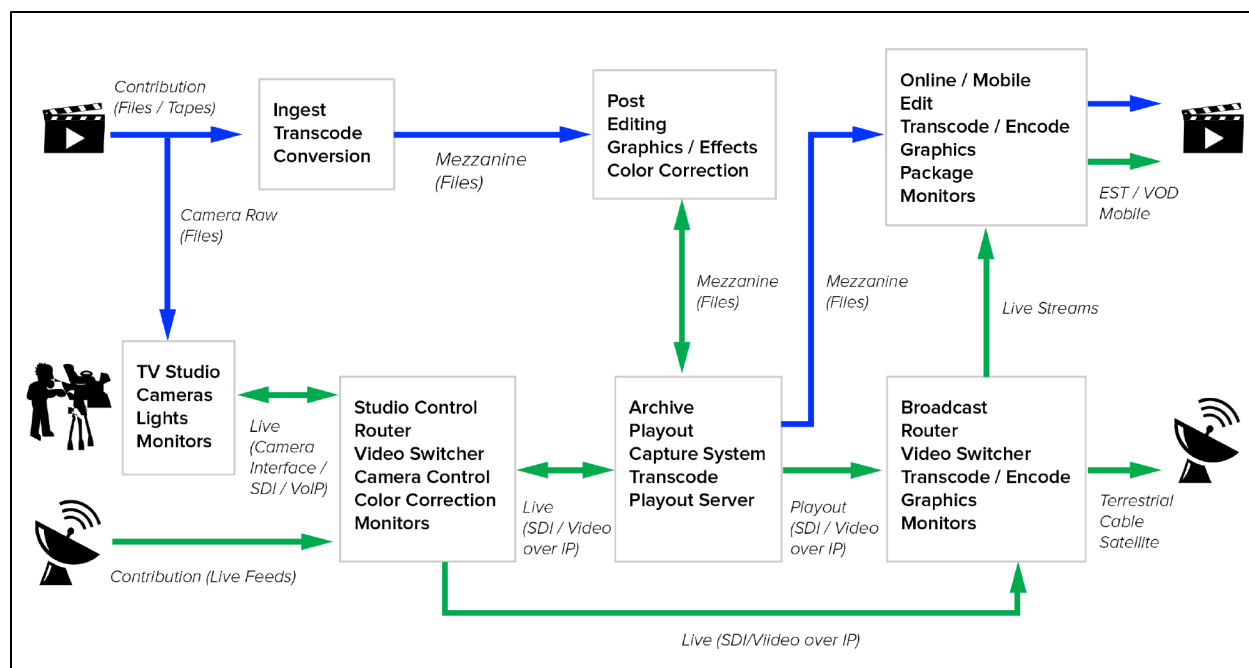 Contribution
(Files / Tapes)
Ingest
Transcode
Conversion
Mezzanine
(Files)
Post
Editing
Graphics / Effects
Color Correction
Online / Mobile
Edit
Transcode / Encode
Graphics
Package
Monitors
EST / VOD
Mobile
Camera Raw
(Files)
Mezzanine
(Files)
Mezzanine
(Files)
Live Streams
TV Studio
Cameras
Lights
Monitors
Live
(Camera
Interface /
SDI / VoIP)
Studio Control
Router
Video Switcher
Camera Control
Color Correction
Monitors
Live
(SDI / Video
over IP)
Archive
Playout
Capture System
Transcode
Playout Server
Playout
(SDI / Video
over IP)
Broadcast
Router
Video Switcher
Transcode / Encode
Graphics
Monitors
Terrestrial
Cable
Satellite
Contribution (Live Feeds)
Live (SDI/Viideo over IP)